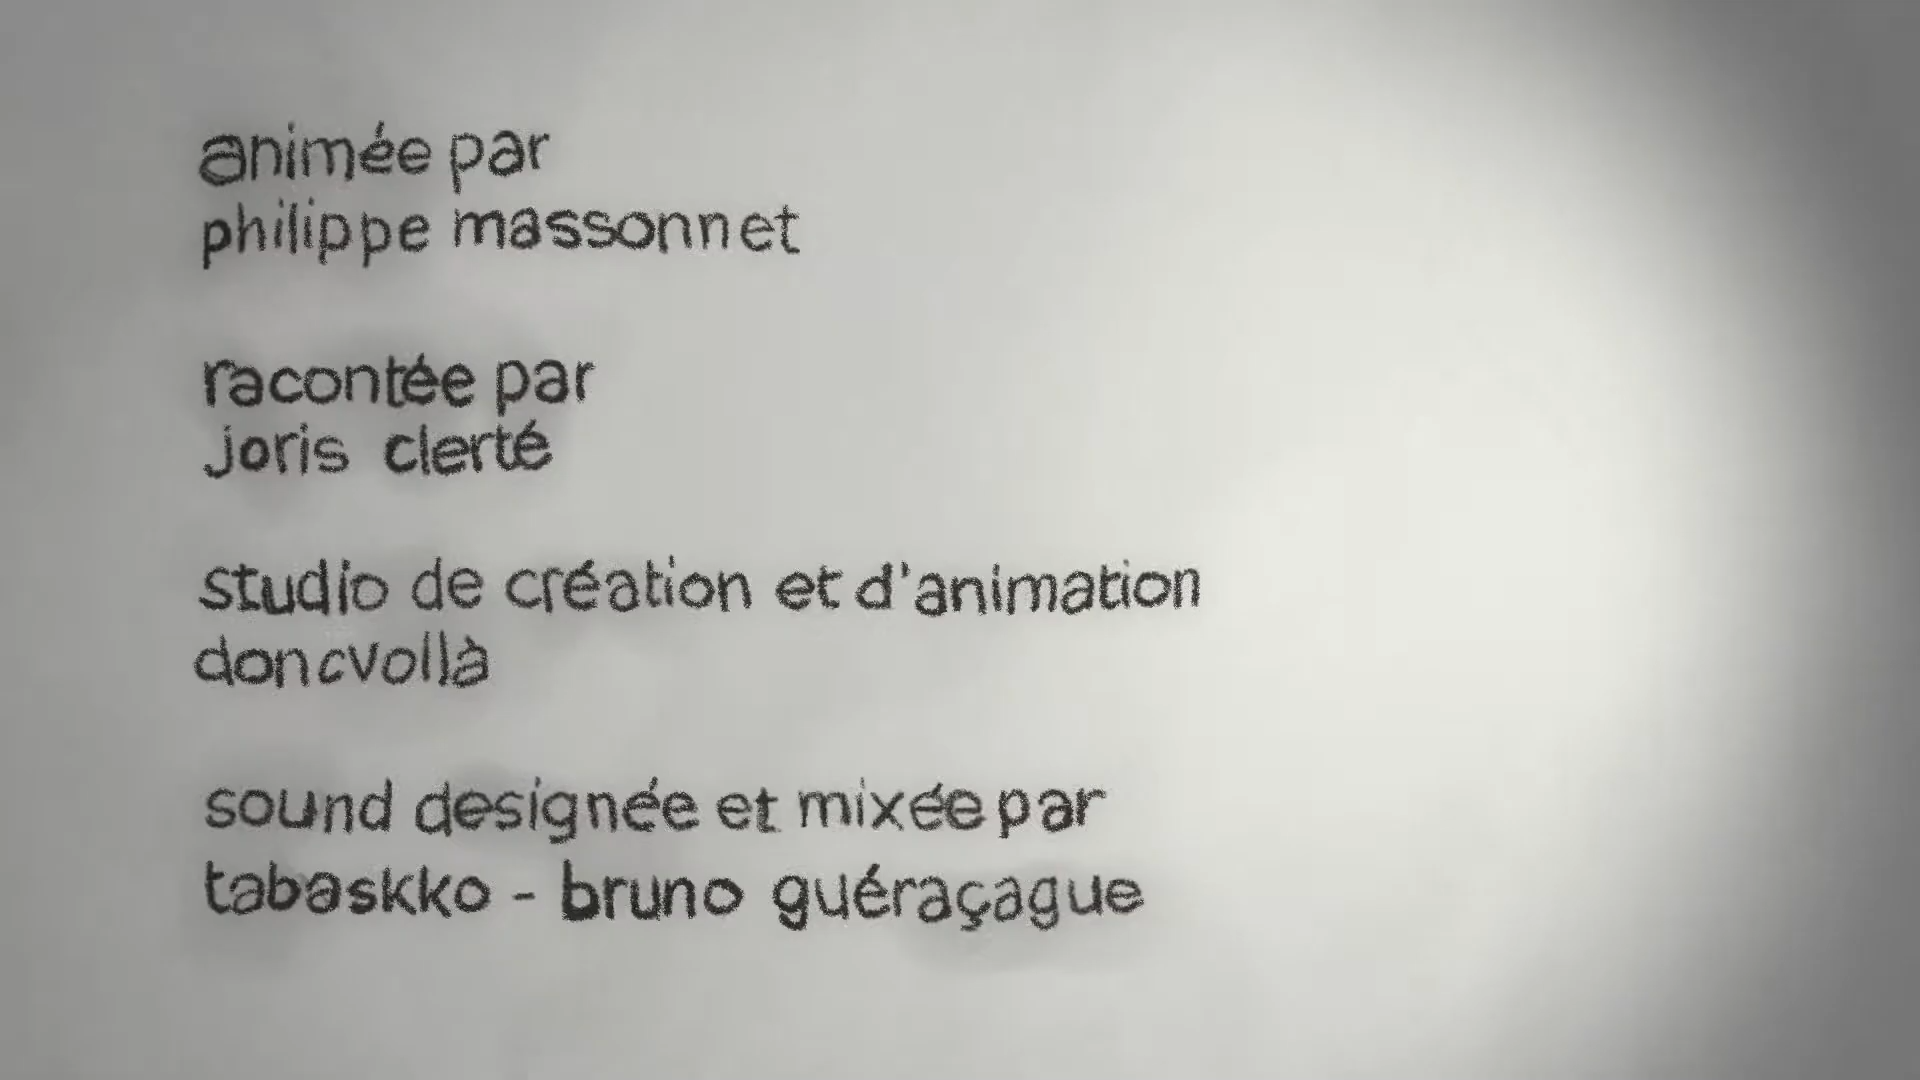 animée par
philippe massonnet
racontée par
joris clerté
studio de création et d'animation
doncvoilà
sound designée et mixée par
tabaskko - bruno guéraçague